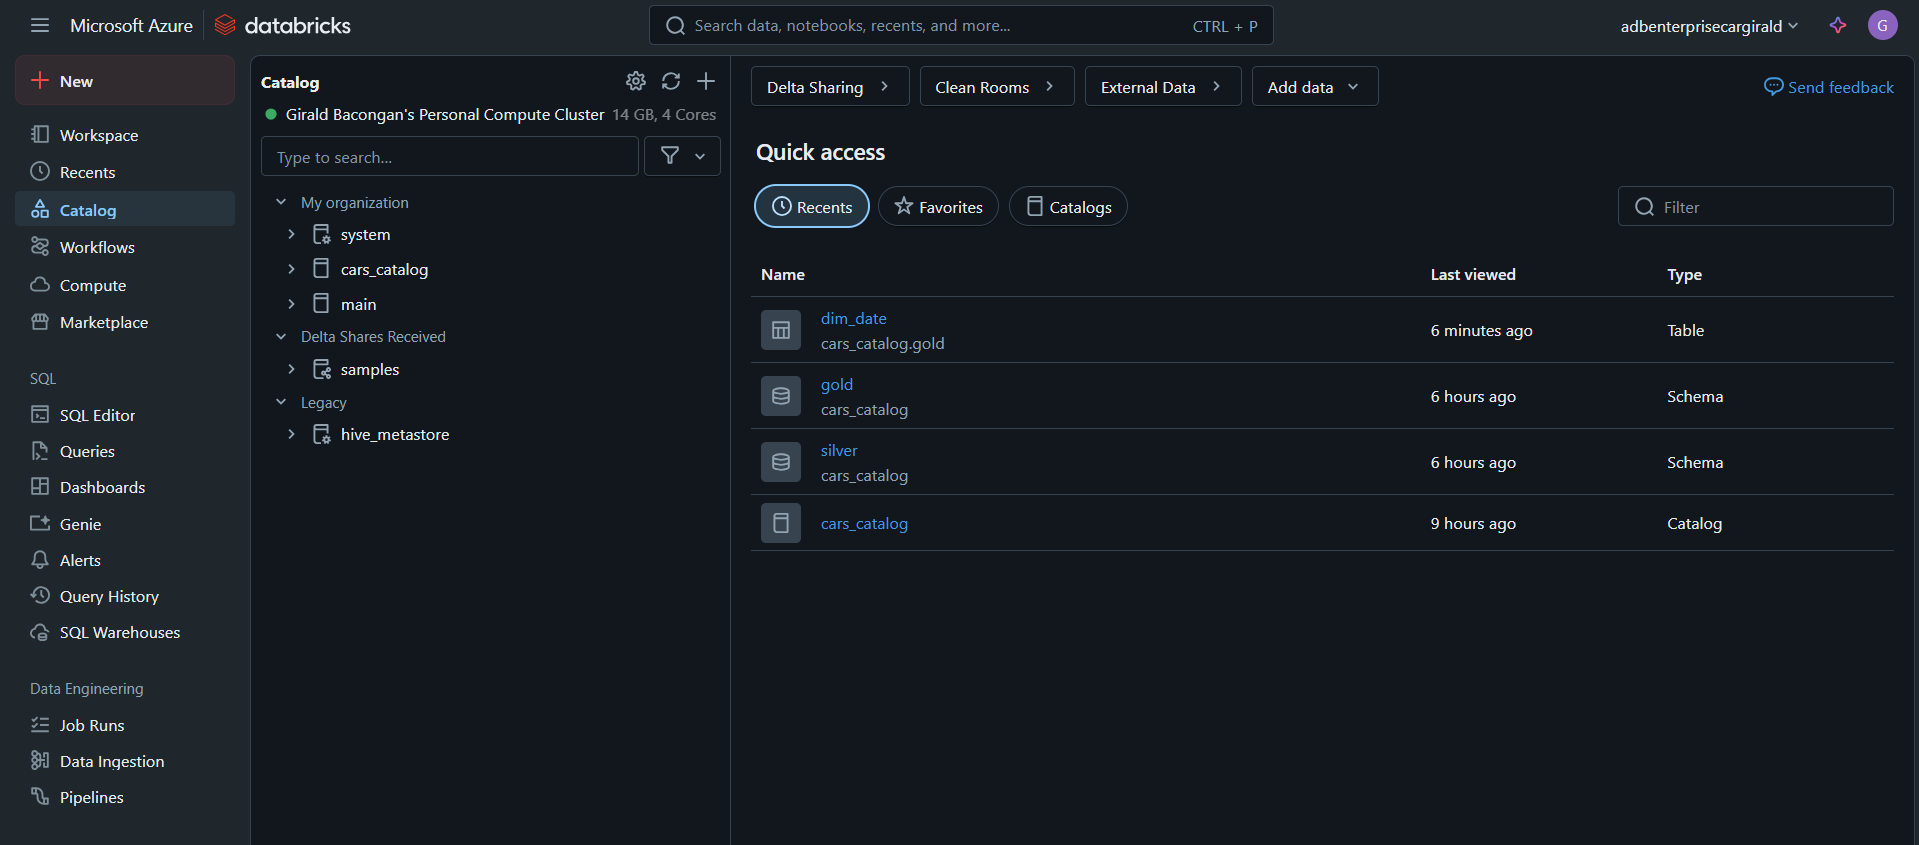 Microsoft Azure databricks
Search data, notebooks, recents, and more... CTRL + P
adbenterprisecargirald
G
New
Workspace
Recents
Catalog
Workflows
Compute
Marketplace
SQL
SQL Editor
Queries
Dashboards
Genie
Alerts
Query History
SQL Warehouses
Data Engineering
Job Runs
Data Ingestion
Pipelines
Catalog
Girald Bacongan's Personal Compute Cluster 14 GB, 4 Cores
Type to search...
My organization
system
cars_catalog
main
Delta Shares Received
samples
Legacy
hive_metastore
Delta Sharing
Clean Rooms
External Data
Add data
Send feedback
Quick access
Recents
Favorites
Catalogs
Filter
Name Last viewed Type
dim_date
cars_catalog.gold
6 minutes ago Table
gold
cars_catalog
6 hours ago Schema
silver
cars_catalog
6 hours ago Schema
cars_catalog 9 hours ago Catalog